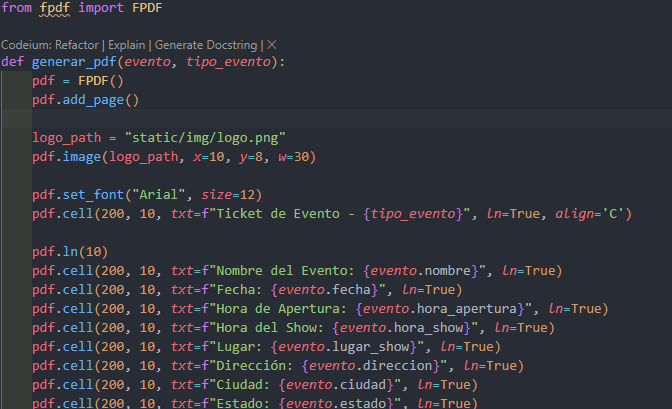 from fpdf import FPDF
Codeium: Refactor | Explain | Generate Docstring | ✕
def generar_pdf(evento, tipo_evento):
    pdf = FPDF()
    pdf.add_page()
    logo_path = "static/img/logo.png"
    pdf.image(logo_path, x=10, y=8, w=30)
    pdf.set_font("Arial", size=12)
    pdf.cell(200, 10, txt=f"Ticket de Evento - {tipo_evento}", ln=True, align='C')
    pdf.ln(10)
    pdf.cell(200, 10, txt=f"Nombre del Evento: {evento.nombre}", ln=True)
    pdf.cell(200, 10, txt=f"Fecha: {evento.fecha}", ln=True)
    pdf.cell(200, 10, txt=f"Hora de Apertura: {evento.hora_apertura}", ln=True)
    pdf.cell(200, 10, txt=f"Hora del Show: {evento.hora_show}", ln=True)
    pdf.cell(200, 10, txt=f"Lugar: {evento.lugar_show}", ln=True)
    pdf.cell(200, 10, txt=f"Dirección: {evento.direccion}", ln=True)
    pdf.cell(200, 10, txt=f"Ciudad: {evento.ciudad}", ln=True)
    pdf.cell(200, 10, txt=f"Estado: {evento.estado}", ln=True)